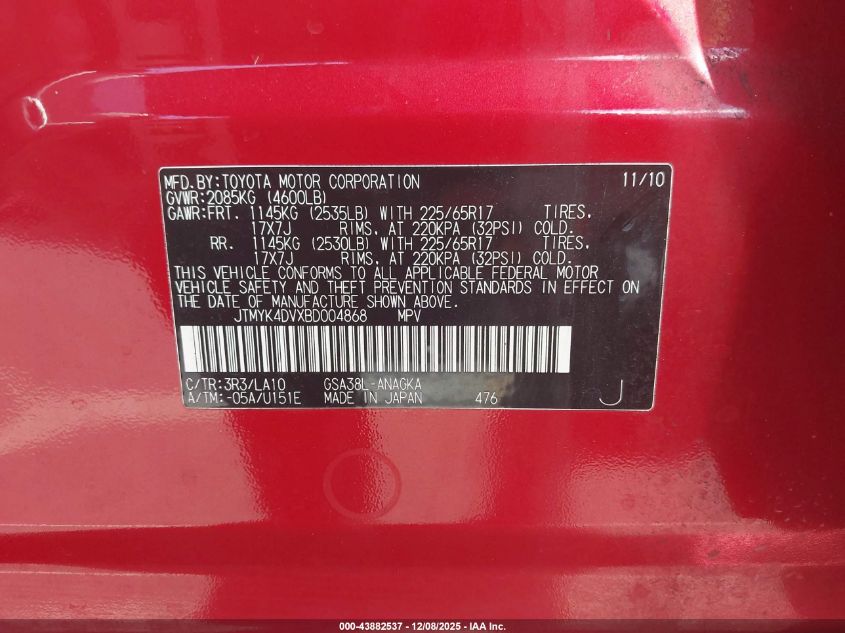 MFD. BY: TOYOTA MOTOR CORPORATION 11/10
GVWR: 2085KG (4600LB)
GAWR: FRT. 1145KG (2535LB) WITH 225/65R17 TIRES.
17X7J RIMS. AT 220KPA (32PSI) COLD.
RR. 1145KG (2530LB) WITH 225/65R17 TIRES.
17X7J RIMS. AT 220KPA (32PSI) COLD.
THIS VEHICLE CONFORMS TO ALL APPLICABLE FEDERAL MOTOR
VEHICLE SAFETY AND THEFT PREVENTION STANDARDS IN EFFECT ON
THE DATE OF MANUFACTURE SHOWN ABOVE.
JTMYK4DVXBD004868 MPV
C/TR: 3R3/LA10 GSA38L-ANAGKA
A/TM: -05A/U151E MADE IN JAPAN 476 J
000-43882537 - 12/08/2025 - IAA Inc.